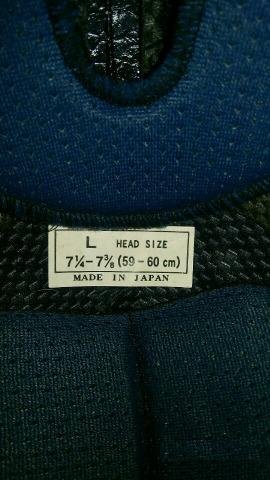 L HEAD SIZE
7¼-7⅜ (59-60 cm)
MADE IN JAPAN